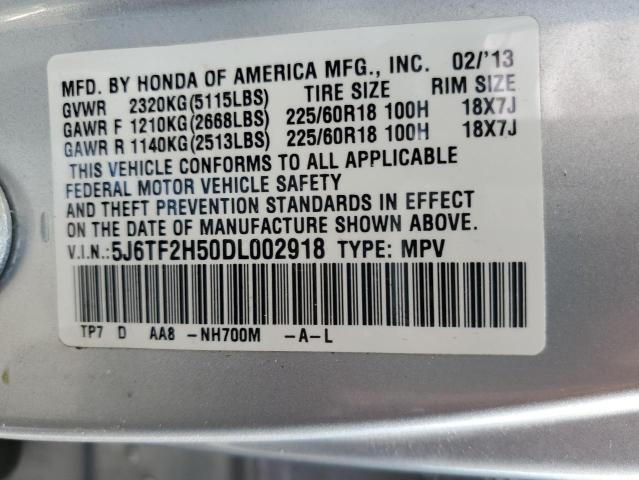 MFD. BY HONDA OF AMERICA MFG., INC. 02/'13
GVWR 2320KG(5115LBS) TIRE SIZE RIM SIZE
GAWR F 1210KG(2668LBS) 225/60R18 100H 18X7J
GAWR R 1140KG(2513LBS) 225/60R18 100H 18X7J
THIS VEHICLE CONFORMS TO ALL APPLICABLE
FEDERAL MOTOR VEHICLE SAFETY
AND THEFT PREVENTION STANDARDS IN EFFECT
ON THE DATE OF MANUFACTURE SHOWN ABOVE.
V.I.N.:5J6TF2H50DL002918 TYPE: MPV
TP7 D AA8 -NH700M -A-L